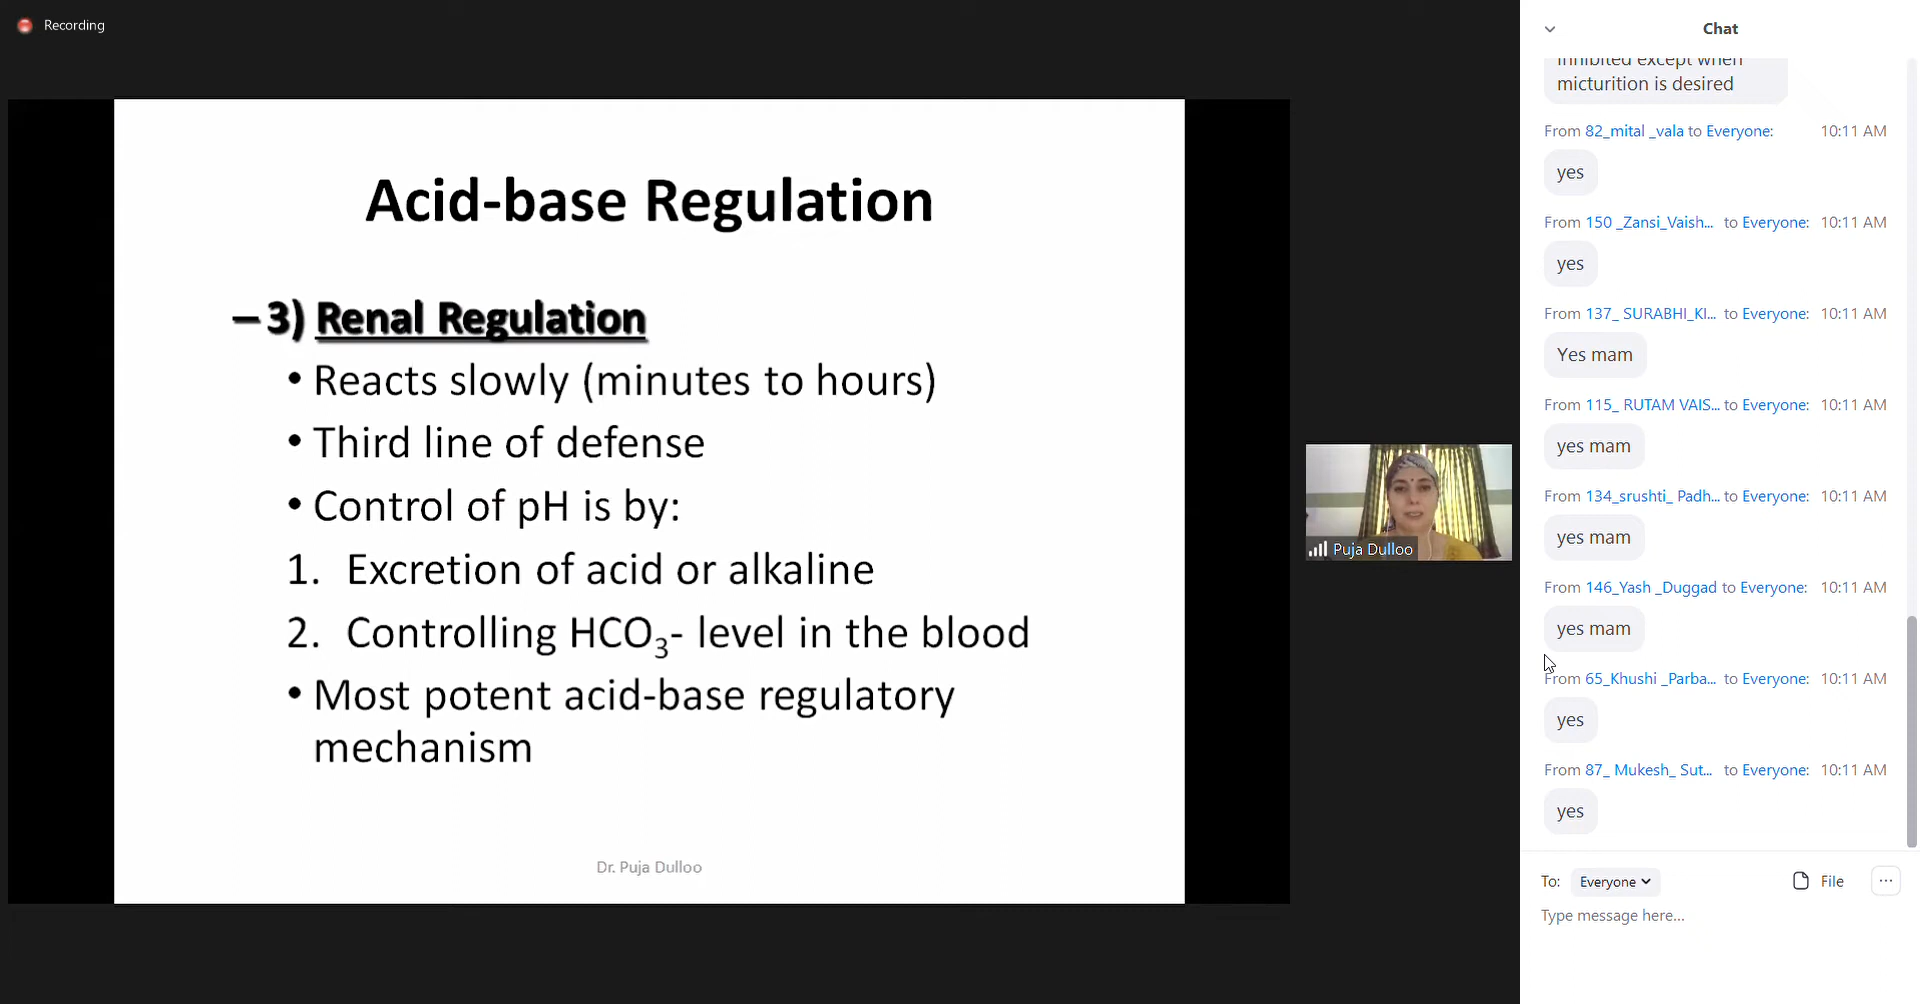 Recording
Acid-base Regulation
– 3) Renal Regulation
• Reacts slowly (minutes to hours)
• Third line of defense
• Control of pH is by:
1. Excretion of acid or alkaline
2. Controlling HCO₃- level in the blood
• Most potent acid-base regulatory
mechanism
Dr. Puja Dulloo
Puja Dulloo
Chat
inhibited except when
micturition is desired
From 82_mital _vala to Everyone: 10:11 AM
yes
From 150 _Zansi_Vaish... to Everyone: 10:11 AM
yes
From 137_ SURABHI_KI... to Everyone: 10:11 AM
Yes mam
From 115_ RUTAM VAIS... to Everyone: 10:11 AM
yes mam
From 134_srushti_ Padh... to Everyone: 10:11 AM
yes mam
From 146_Yash _Duggad to Everyone: 10:11 AM
yes mam
From 65_Khushi _Parba... to Everyone: 10:11 AM
yes
From 87_ Mukesh_ Sut... to Everyone: 10:11 AM
yes
To: Everyone File ...
Type message here...